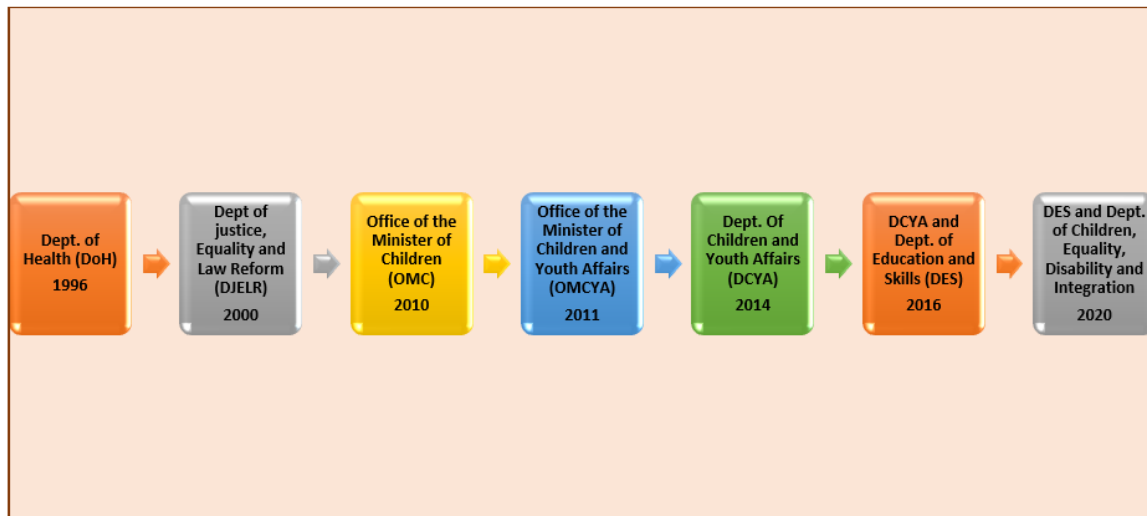 Dept. of
Health (DoH)
1996
Dept of
justice,
Equality and
Law Reform
(DJELR)
2000
Office of the
Minister of
Children
(OMC)
2010
Office of the
Minister of
Children and
Youth Affairs
(OMCYA)
2011
Dept. Of
Children and
Youth Affairs
(DCYA)
2014
DCYA and
Dept. of
Education and
Skills (DES)
2016
DES and Dept.
of Children,
Equality,
Disability and
Integration
2020